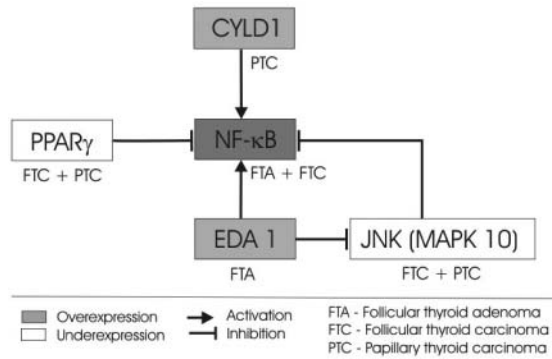 CYLD1
PTC
PPARγ
FTC + PTC
NF-κB
FTA + FTC
EDA 1
FTA
JNK (MAPK 10)
FTC + PTC
Overexpression
Underexpression
Activation
Inhibition
FTA - Follicular thyroid adenoma
FTC - Follicular thyroid carcinoma
PTC - Papillary thyroid carcinoma